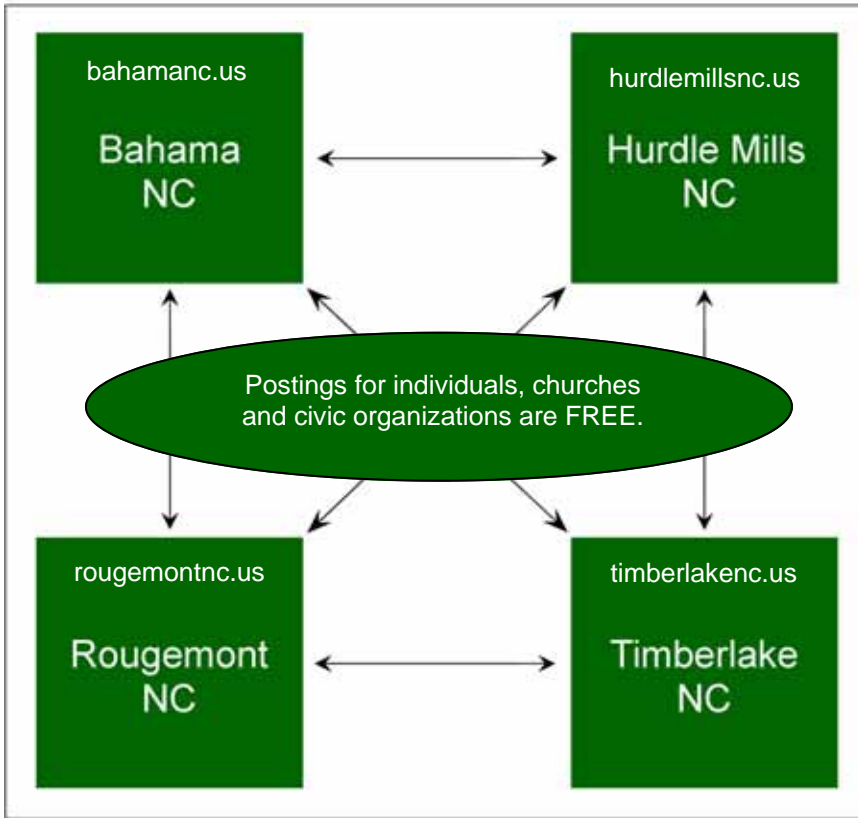 bahamanc.us
Bahama
NC
hurdlemillsnc.us
Hurdle Mills
NC
Postings for individuals, churches
and civic organizations are FREE.
rougemontnc.us
Rougemont
NC
timberlakenc.us
Timberlake
NC